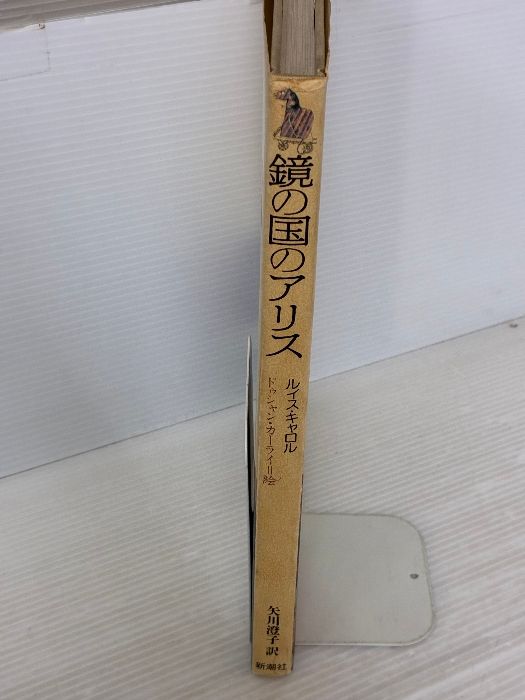 鏡の国のアリス
ルイス・キャロル
ドゥシャン・カーライ=絵
矢川澄子訳
新潮社